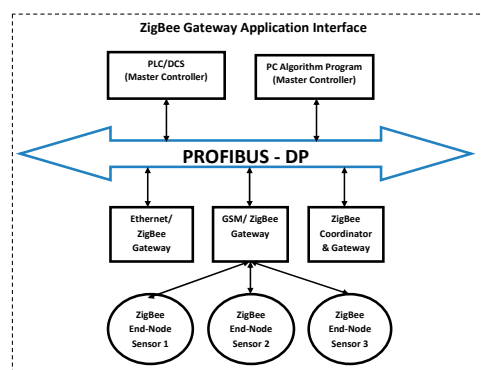 ZigBee Gateway Application Interface
PLC/DCS
(Master Controller)
PC Algorithm Program
(Master Controller)
PROFIBUS - DP
Ethernet/
ZigBee
Gateway
GSM/ ZigBee
Gateway
ZigBee
Coordinator
& Gateway
ZigBee
End-Node
Sensor 1
ZigBee
End-Node
Sensor 2
ZigBee
End-Node
Sensor 3